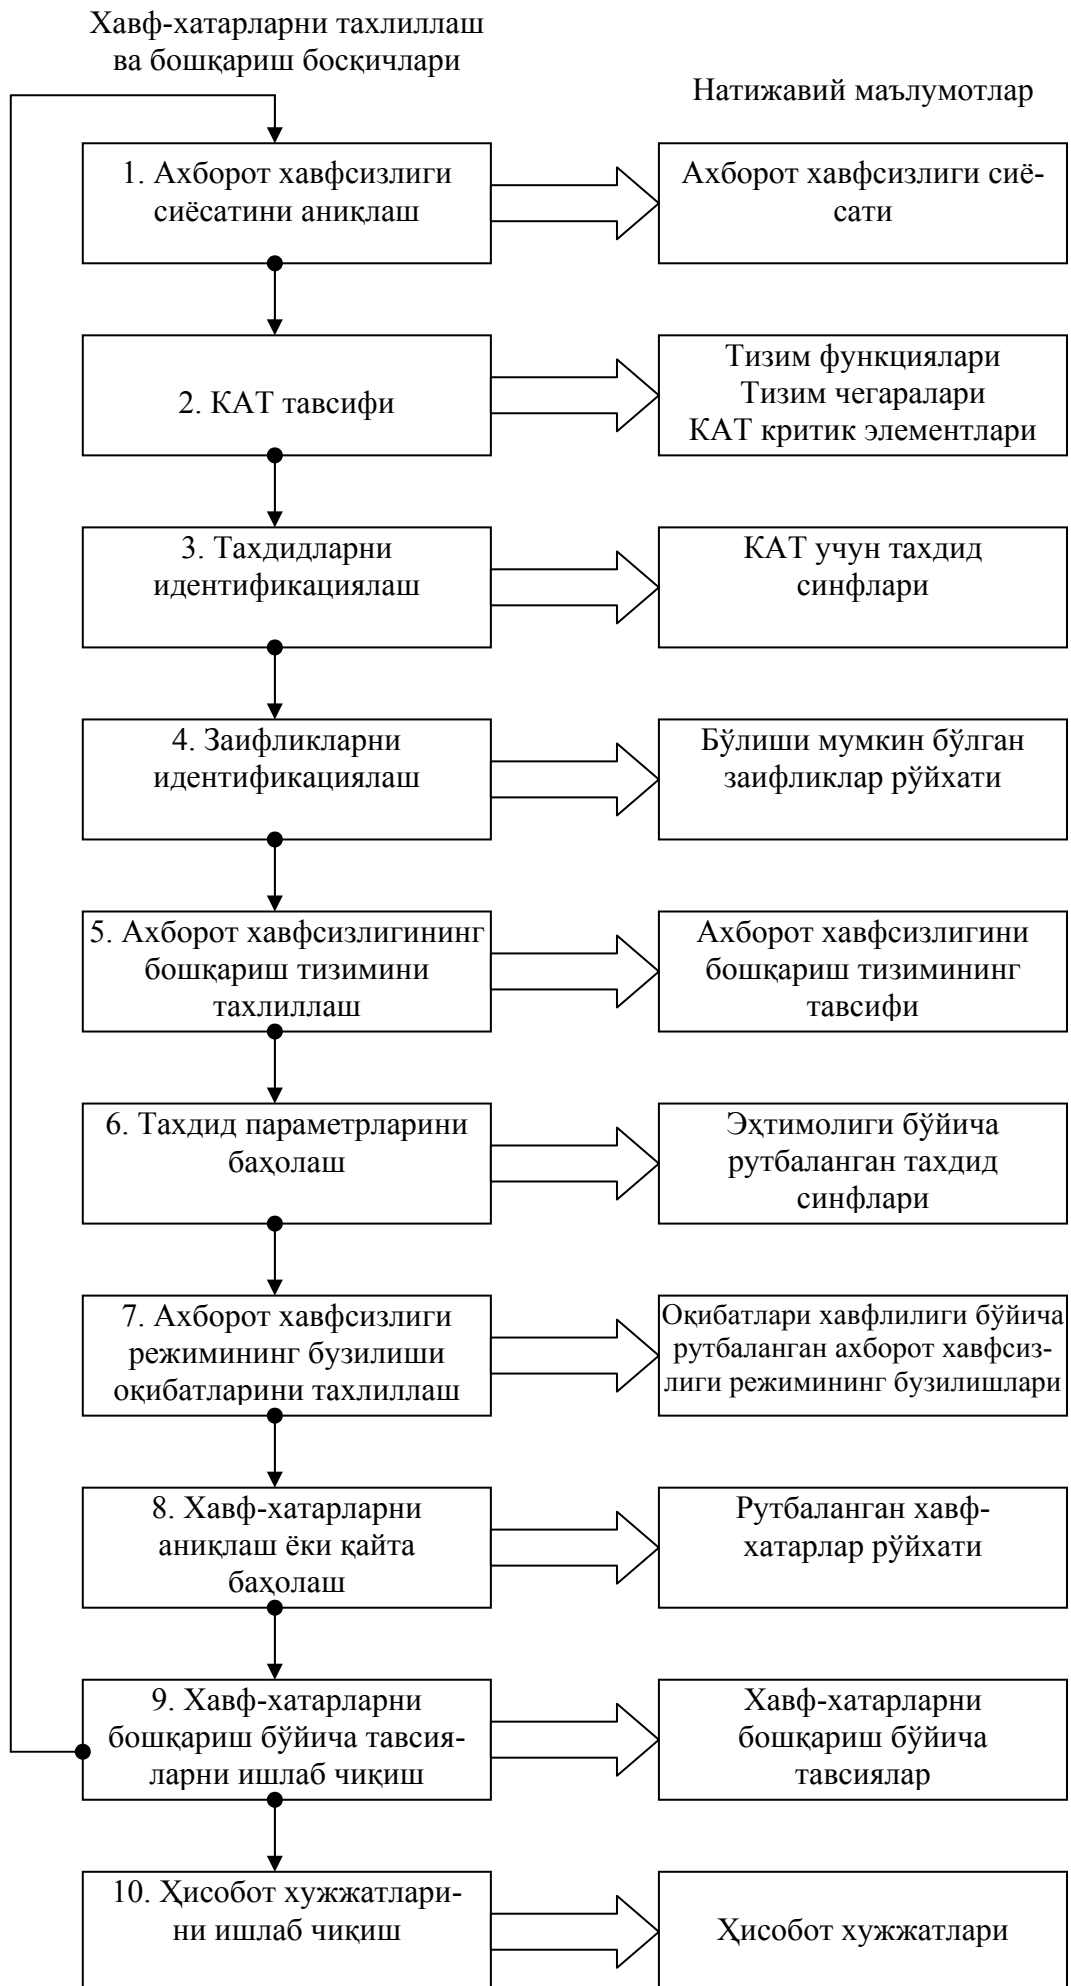 Хавф-хатарларни тахлиллаш
ва бошқариш босқичлари
Натижавий маълумотлар
1. Ахборот хавфсизлиги
сиёсатини аниқлаш
Ахборот хавфсизлиги сиё-
сати
2. КАТ тавсифи
Тизим функциялари
Тизим чегаралари
КАТ критик элементлари
3. Тахдидларни
идентификациялаш
КАТ учун тахдид
синфлари
4. Заифликларни
идентификациялаш
Бўлиши мумкин бўлган
заифликлар рўйхати
5. Ахборот хавфсизлигининг
бошқариш тизимини
тахлиллаш
Ахборот хавфсизлигини
бошқариш тизимининг
тавсифи
6. Тахдид параметрларини
баҳолаш
Эҳтимолиги бўйича
рутбаланган тахдид
синфлари
7. Ахборот хавфсизлиги
режимининг бузилиши
оқибатларини тахлиллаш
Оқибатлари хавфлилиги бўйича
рутбаланган ахборот хавфсиз-
лиги режимининг бузилишлари
8. Хавф-хатарларни
аниқлаш ёки қайта
баҳолаш
Рутбаланган хавф-
хатарлар рўйхати
9. Хавф-хатарларни
бошқариш бўйича тавсия-
ларни ишлаб чиқиш
Хавф-хатарларни
бошқариш бўйича
тавсиялар
10. Ҳисобот хужжатлари-
ни ишлаб чиқиш
Ҳисобот хужжатлари